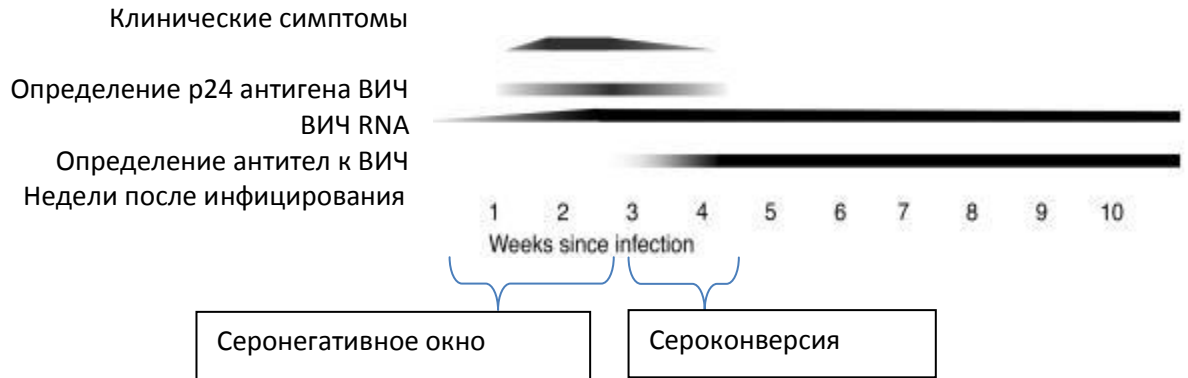 Клинические симптомы
Определение р24 антигена ВИЧ
ВИЧ RNA
Определение антител к ВИЧ
Недели после инфицирования
1 2 3 4 5 6 7 8 9 10
Weeks since infection
Серонегативное окно
Сероконверсия